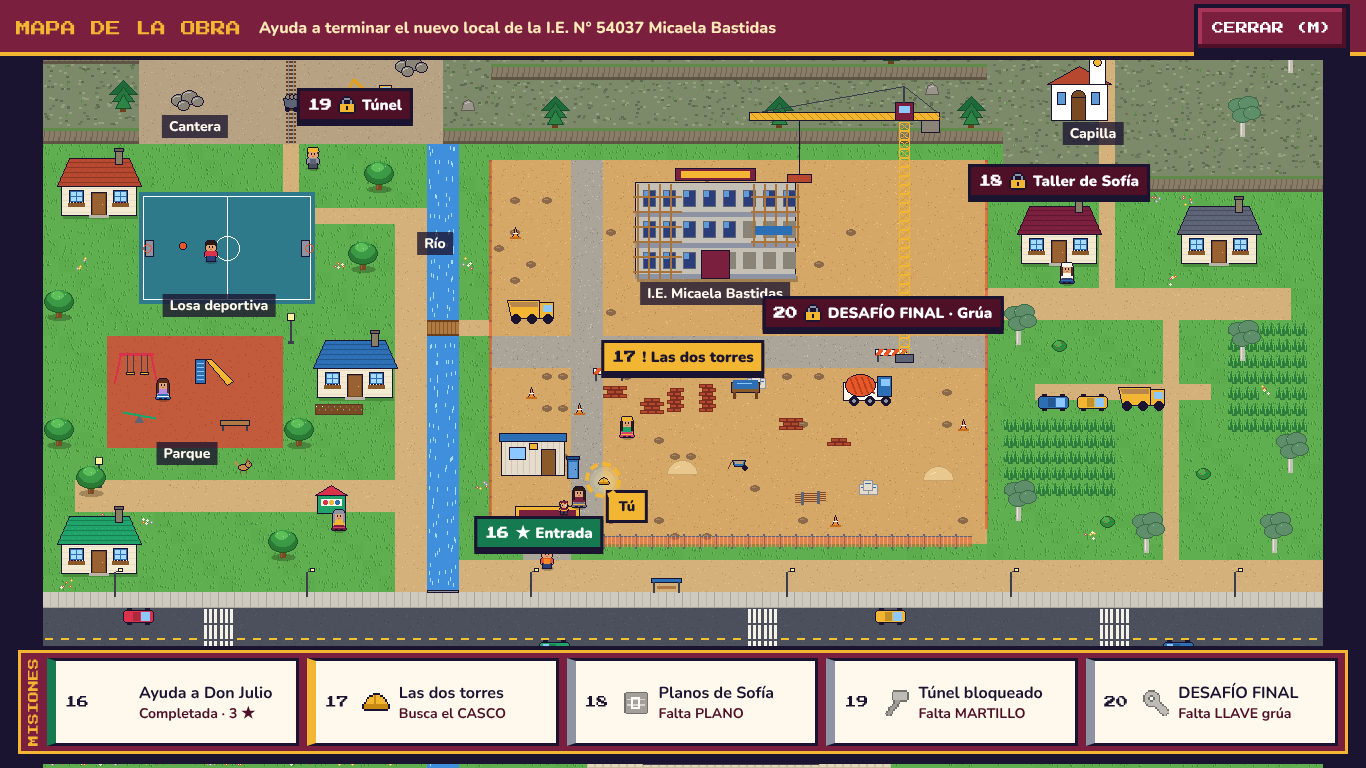 MAPA DE LA OBRA
Ayuda a terminar el nuevo local de la I.E. N° 54037 Micaela Bastidas
CERRAR (M)
19 Túnel
Cantera
Capilla
18 Taller de Sofía
Río
Losa deportiva
I.E. Micaela Bastidas
20 DESAFÍO FINAL · Grúa
17 ! Las dos torres
Parque
Tú
16 ★ Entrada
MISIONES
16
Ayuda a Don Julio
Completada · 3 ★
17
Las dos torres
Busca el CASCO
18
Planos de Sofía
Falta PLANO
19
Túnel bloqueado
Falta MARTILLO
20
DESAFÍO FINAL
Falta LLAVE grúa